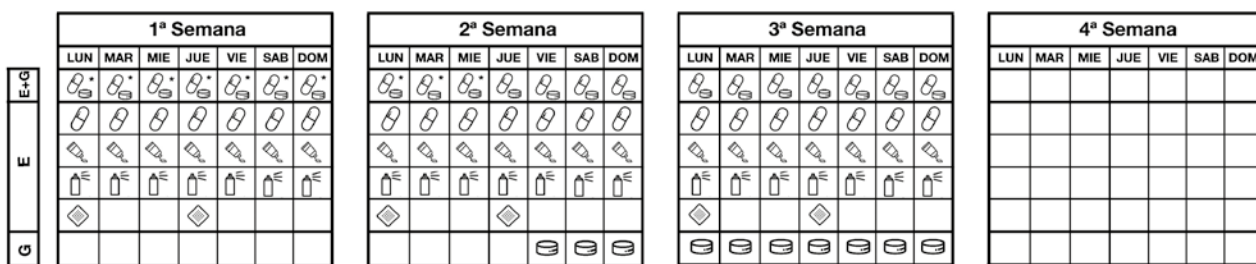 1ª Semana 2ª Semana 3ª Semana 4ª Semana
LUN MAR MIE JUE VIE SAB DOM LUN MAR MIE JUE VIE SAB DOM LUN MAR MIE JUE VIE SAB DOM LUN MAR MIE JUE VIE SAB DOM
E+G * * * * * * * * * *
E
G